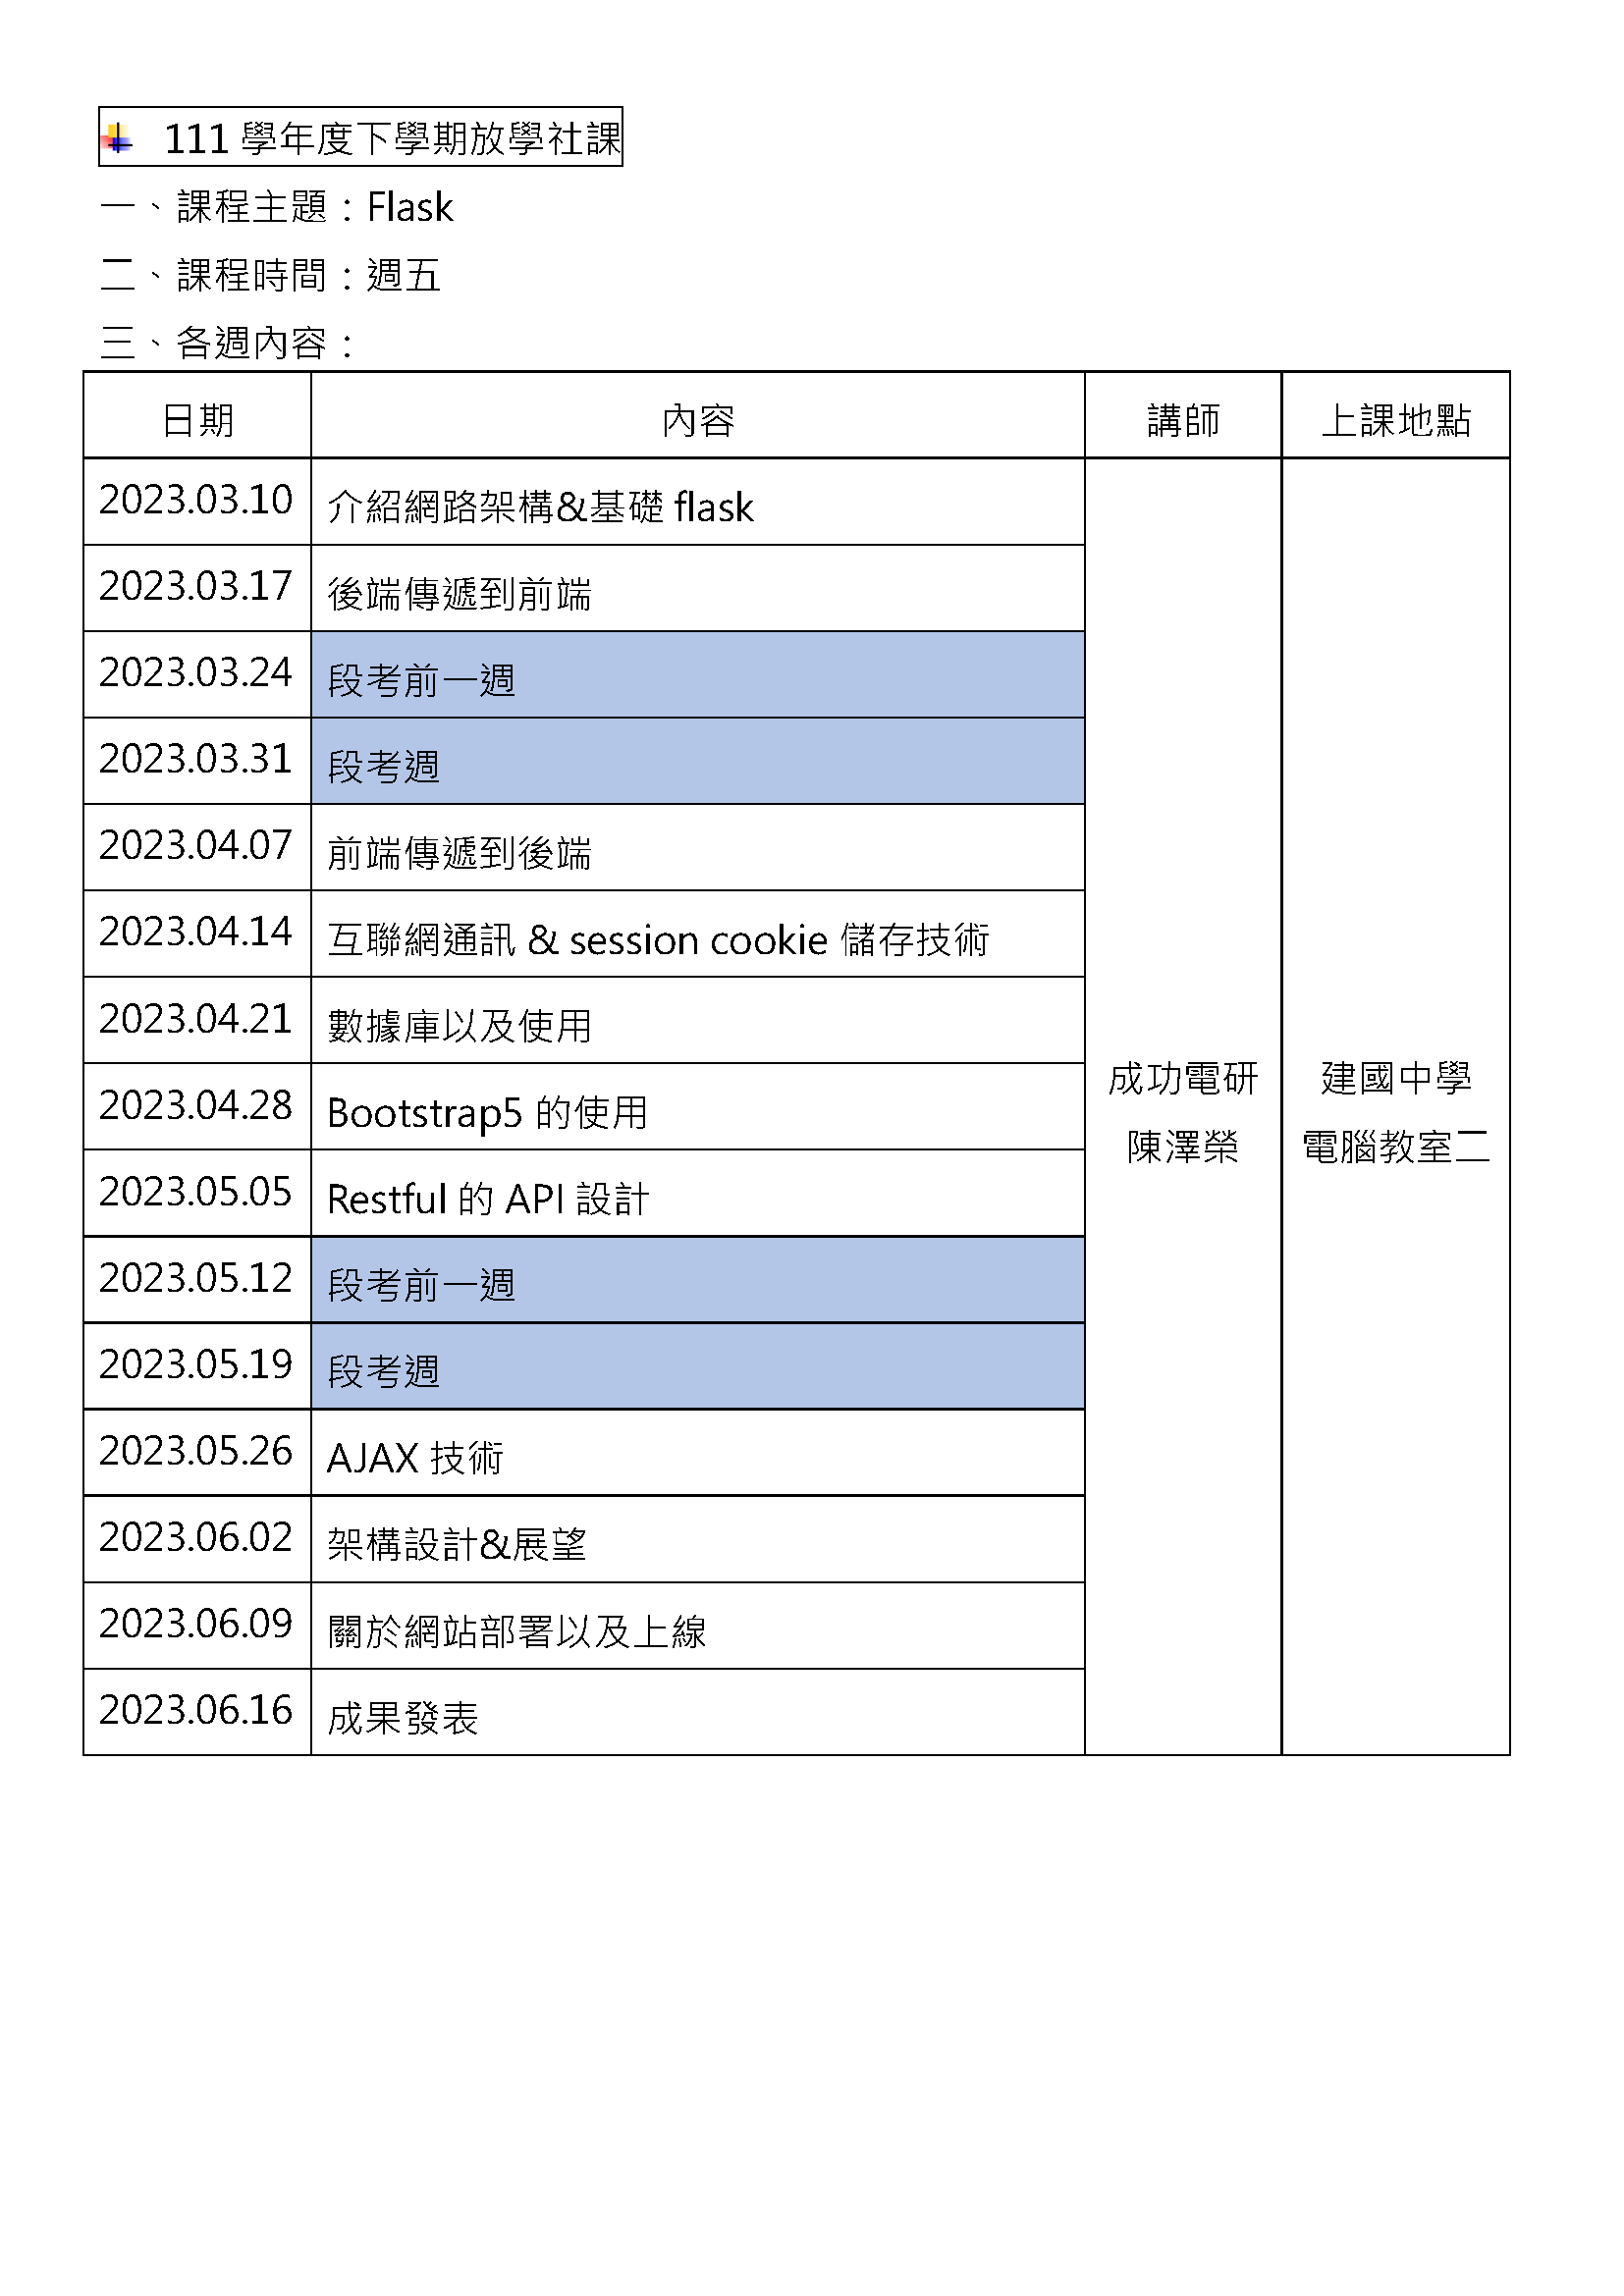 111 學年度下學期放學社課
一、課程主題：Flask
二、課程時間：週五
三、各週內容：
日期 內容 講師 上課地點
2023.03.10 介紹網路架構&基礎 flask
2023.03.17 後端傳遞到前端
2023.03.24 段考前一週
2023.03.31 段考週
2023.04.07 前端傳遞到後端
2023.04.14 互聯網通訊 & session cookie 儲存技術
2023.04.21 數據庫以及使用
2023.04.28 Bootstrap5 的使用
2023.05.05 Restful 的 API 設計
2023.05.12 段考前一週
2023.05.19 段考週
2023.05.26 AJAX 技術
2023.06.02 架構設計&展望
2023.06.09 關於網站部署以及上線
2023.06.16 成果發表
成功電研
陳澤榮
建國中學
電腦教室二